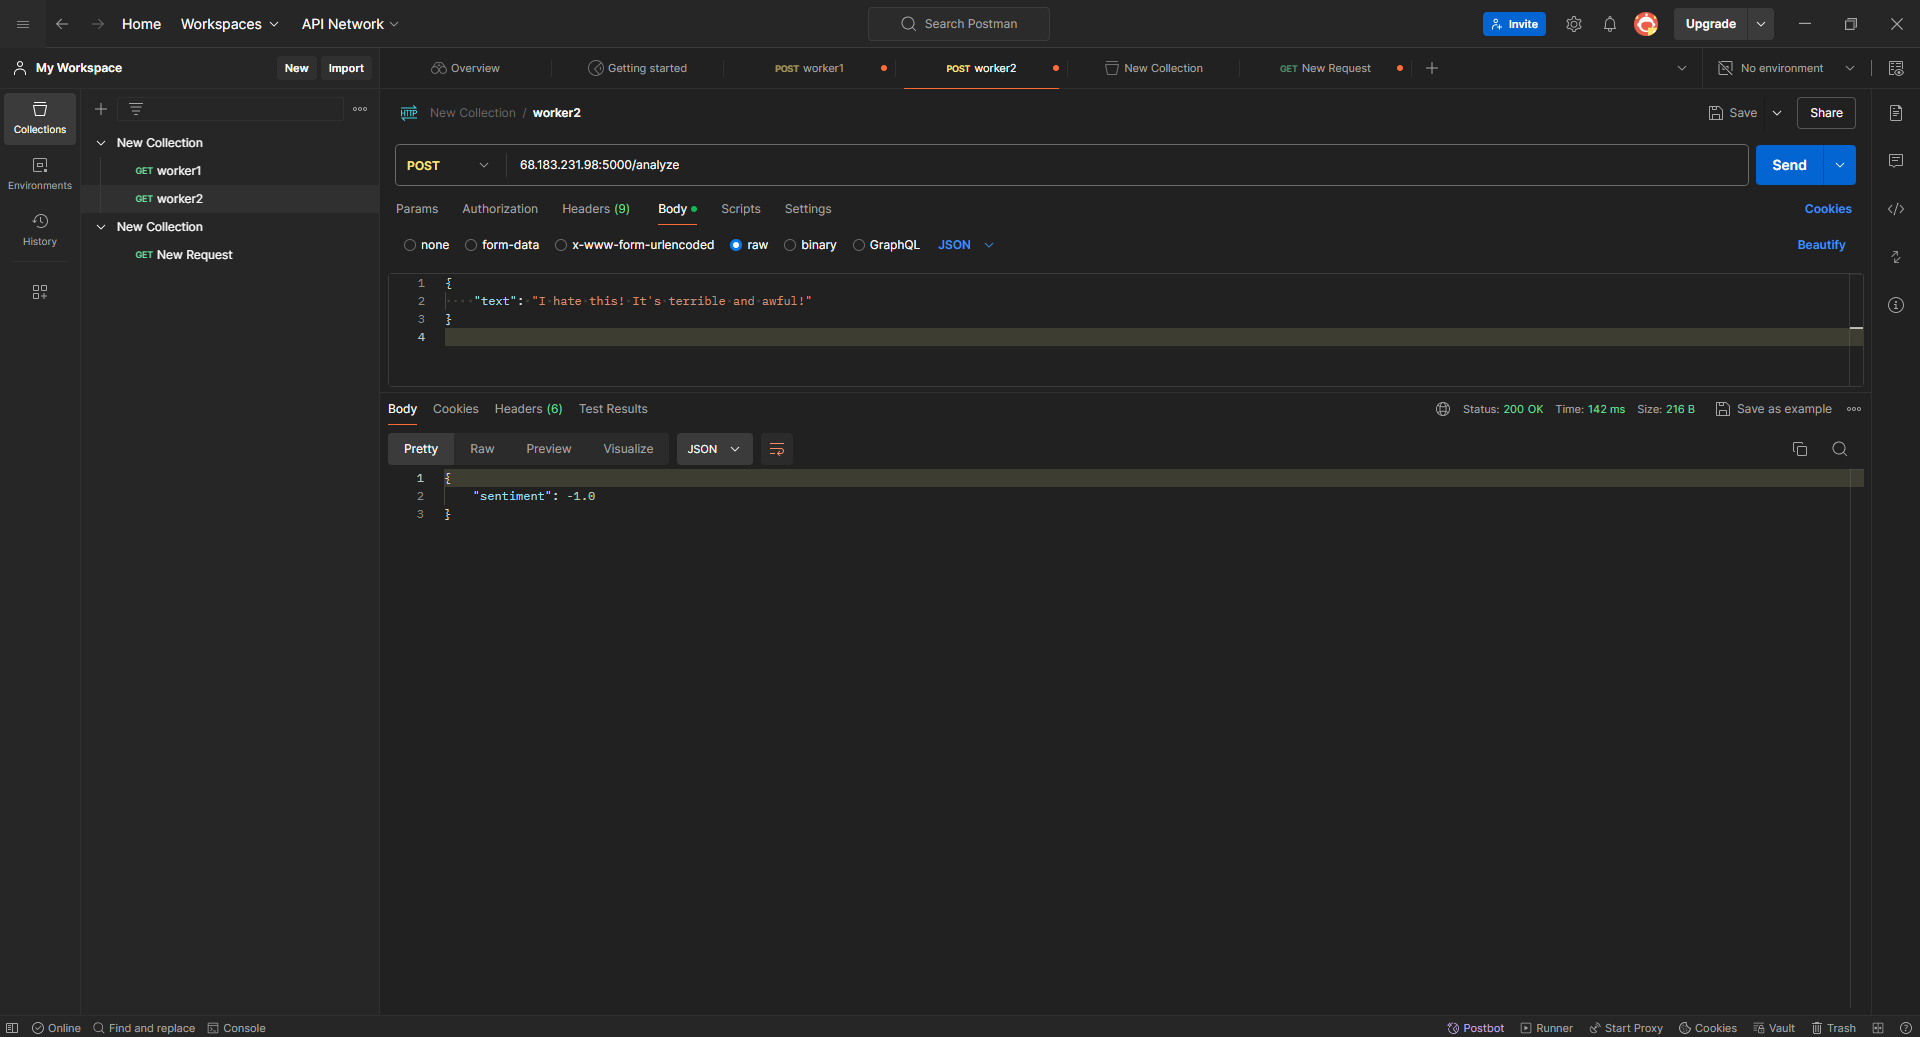 Home Workspaces API Network Search Postman Invite Upgrade
My Workspace New Import Overview Getting started POST worker1 POST worker2 New Collection GET New Request No environment
Collections
Environments
History
New Collection
GET worker1
GET worker2
New Collection
GET New Request
HTTP New Collection / worker2 Save Share
POST 68.183.231.98:5000/analyze Send
Params Authorization Headers (9) Body Scripts Settings Cookies
none form-data x-www-form-urlencoded raw binary GraphQL JSON Beautify
1 {
2 "text": "I hate this! It's terrible and awful!"
3 }
4
Body Cookies Headers (6) Test Results Status: 200 OK Time: 142 ms Size: 216 B Save as example
Pretty Raw Preview Visualize JSON
1 {
2 "sentiment": -1.0
3 }
Online Find and replace Console Postbot Runner Start Proxy Cookies Vault Trash